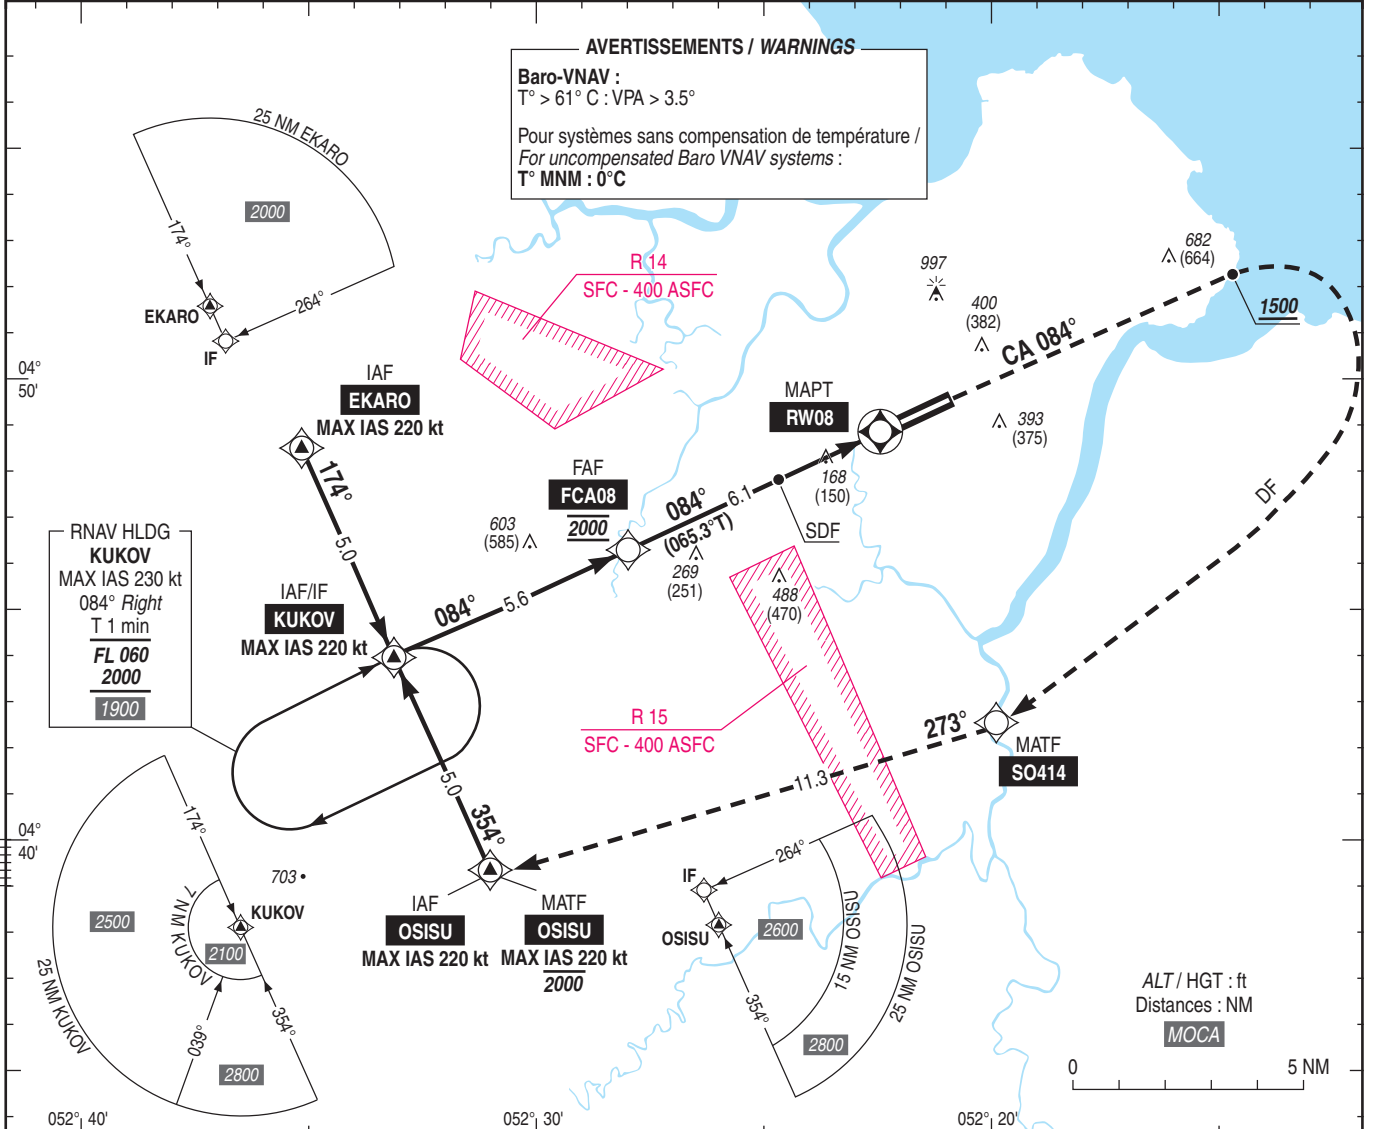 AVERTISSEMENTS / WARNINGS
Baro-VNAV :
T° > 61° C : VPA > 3.5°
Pour systèmes sans compensation de température /
For uncompensated Baro VNAV systems :
T° MNM : 0°C
25 NM EKARO
2000
174°
264°
EKARO
IF
R 14
SFC - 400 ASFC
997
400
(382)
682
(664)
1500
CA 084°
04°
50'
IAF
EKARO
MAX IAS 220 kt
174°
5.0
MAPT
RW08
393
(375)
168
(150)
FAF
FCA08
2000
603
(585)
084°
(065.3°T)
6.1
SDF
269
(251)
488
(470)
DF
RNAV HLDG
KUKOV
MAX IAS 230 kt
084° Right
T 1 min
FL 060
2000
1900
IAF/IF
KUKOV
MAX IAS 220 kt
084°
5.6
R 15
SFC - 400 ASFC
273°
11.3
MATF
SO414
5.0
354°
04°
40'
IAF
OSISU
MAX IAS 220 kt
MATF
OSISU
MAX IAS 220 kt
2000
703
174°
KUKOV
7 NM KUKOV
2500
2100
25 NM KUKOV
039°
354°
2800
264°
IF
OSISU
2600
15 NM OSISU
25 NM OSISU
354°
2800
ALT / HGT : ft
Distances : NM
MOCA
0
5 NM
052° 40'
052° 30'
052° 20'